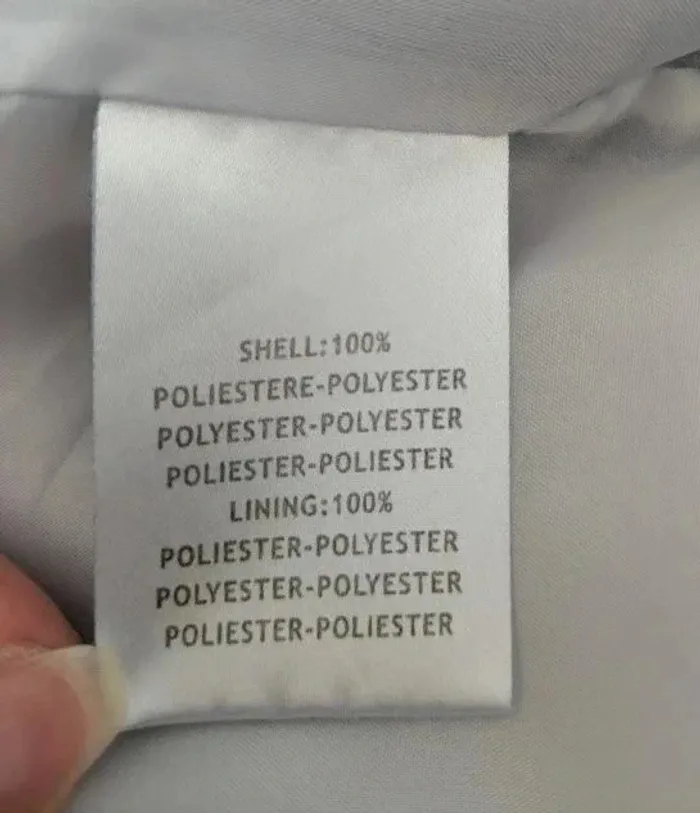 SHELL:100%
POLIESTERE-POLYESTER
POLYESTER-POLYESTER
POLIESTER-POLIESTER
LINING:100%
POLIESTER-POLYESTER
POLYESTER-POLYESTER
POLIESTER-POLIESTER